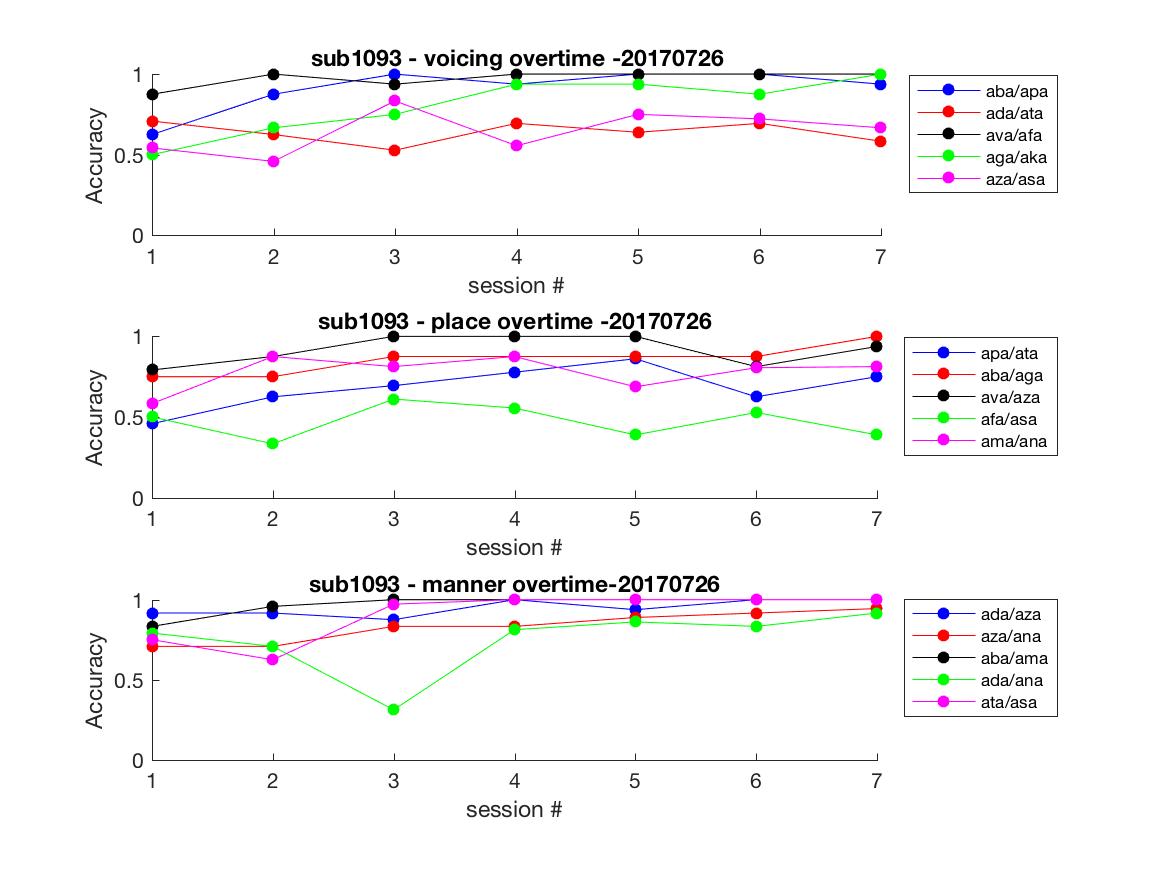 sub1093 - voicing overtime -20170726
1
0.5
0
Accuracy
1 2 3 4 5 6 7
session #
aba/apa
ada/ata
ava/afa
aga/aka
aza/asa
sub1093 - place overtime -20170726
1
0.5
0
Accuracy
1 2 3 4 5 6 7
session #
apa/ata
aba/aga
ava/aza
afa/asa
ama/ana
sub1093 - manner overtime-20170726
1
0.5
0
Accuracy
1 2 3 4 5 6 7
session #
ada/aza
aza/ana
aba/ama
ada/ana
ata/asa